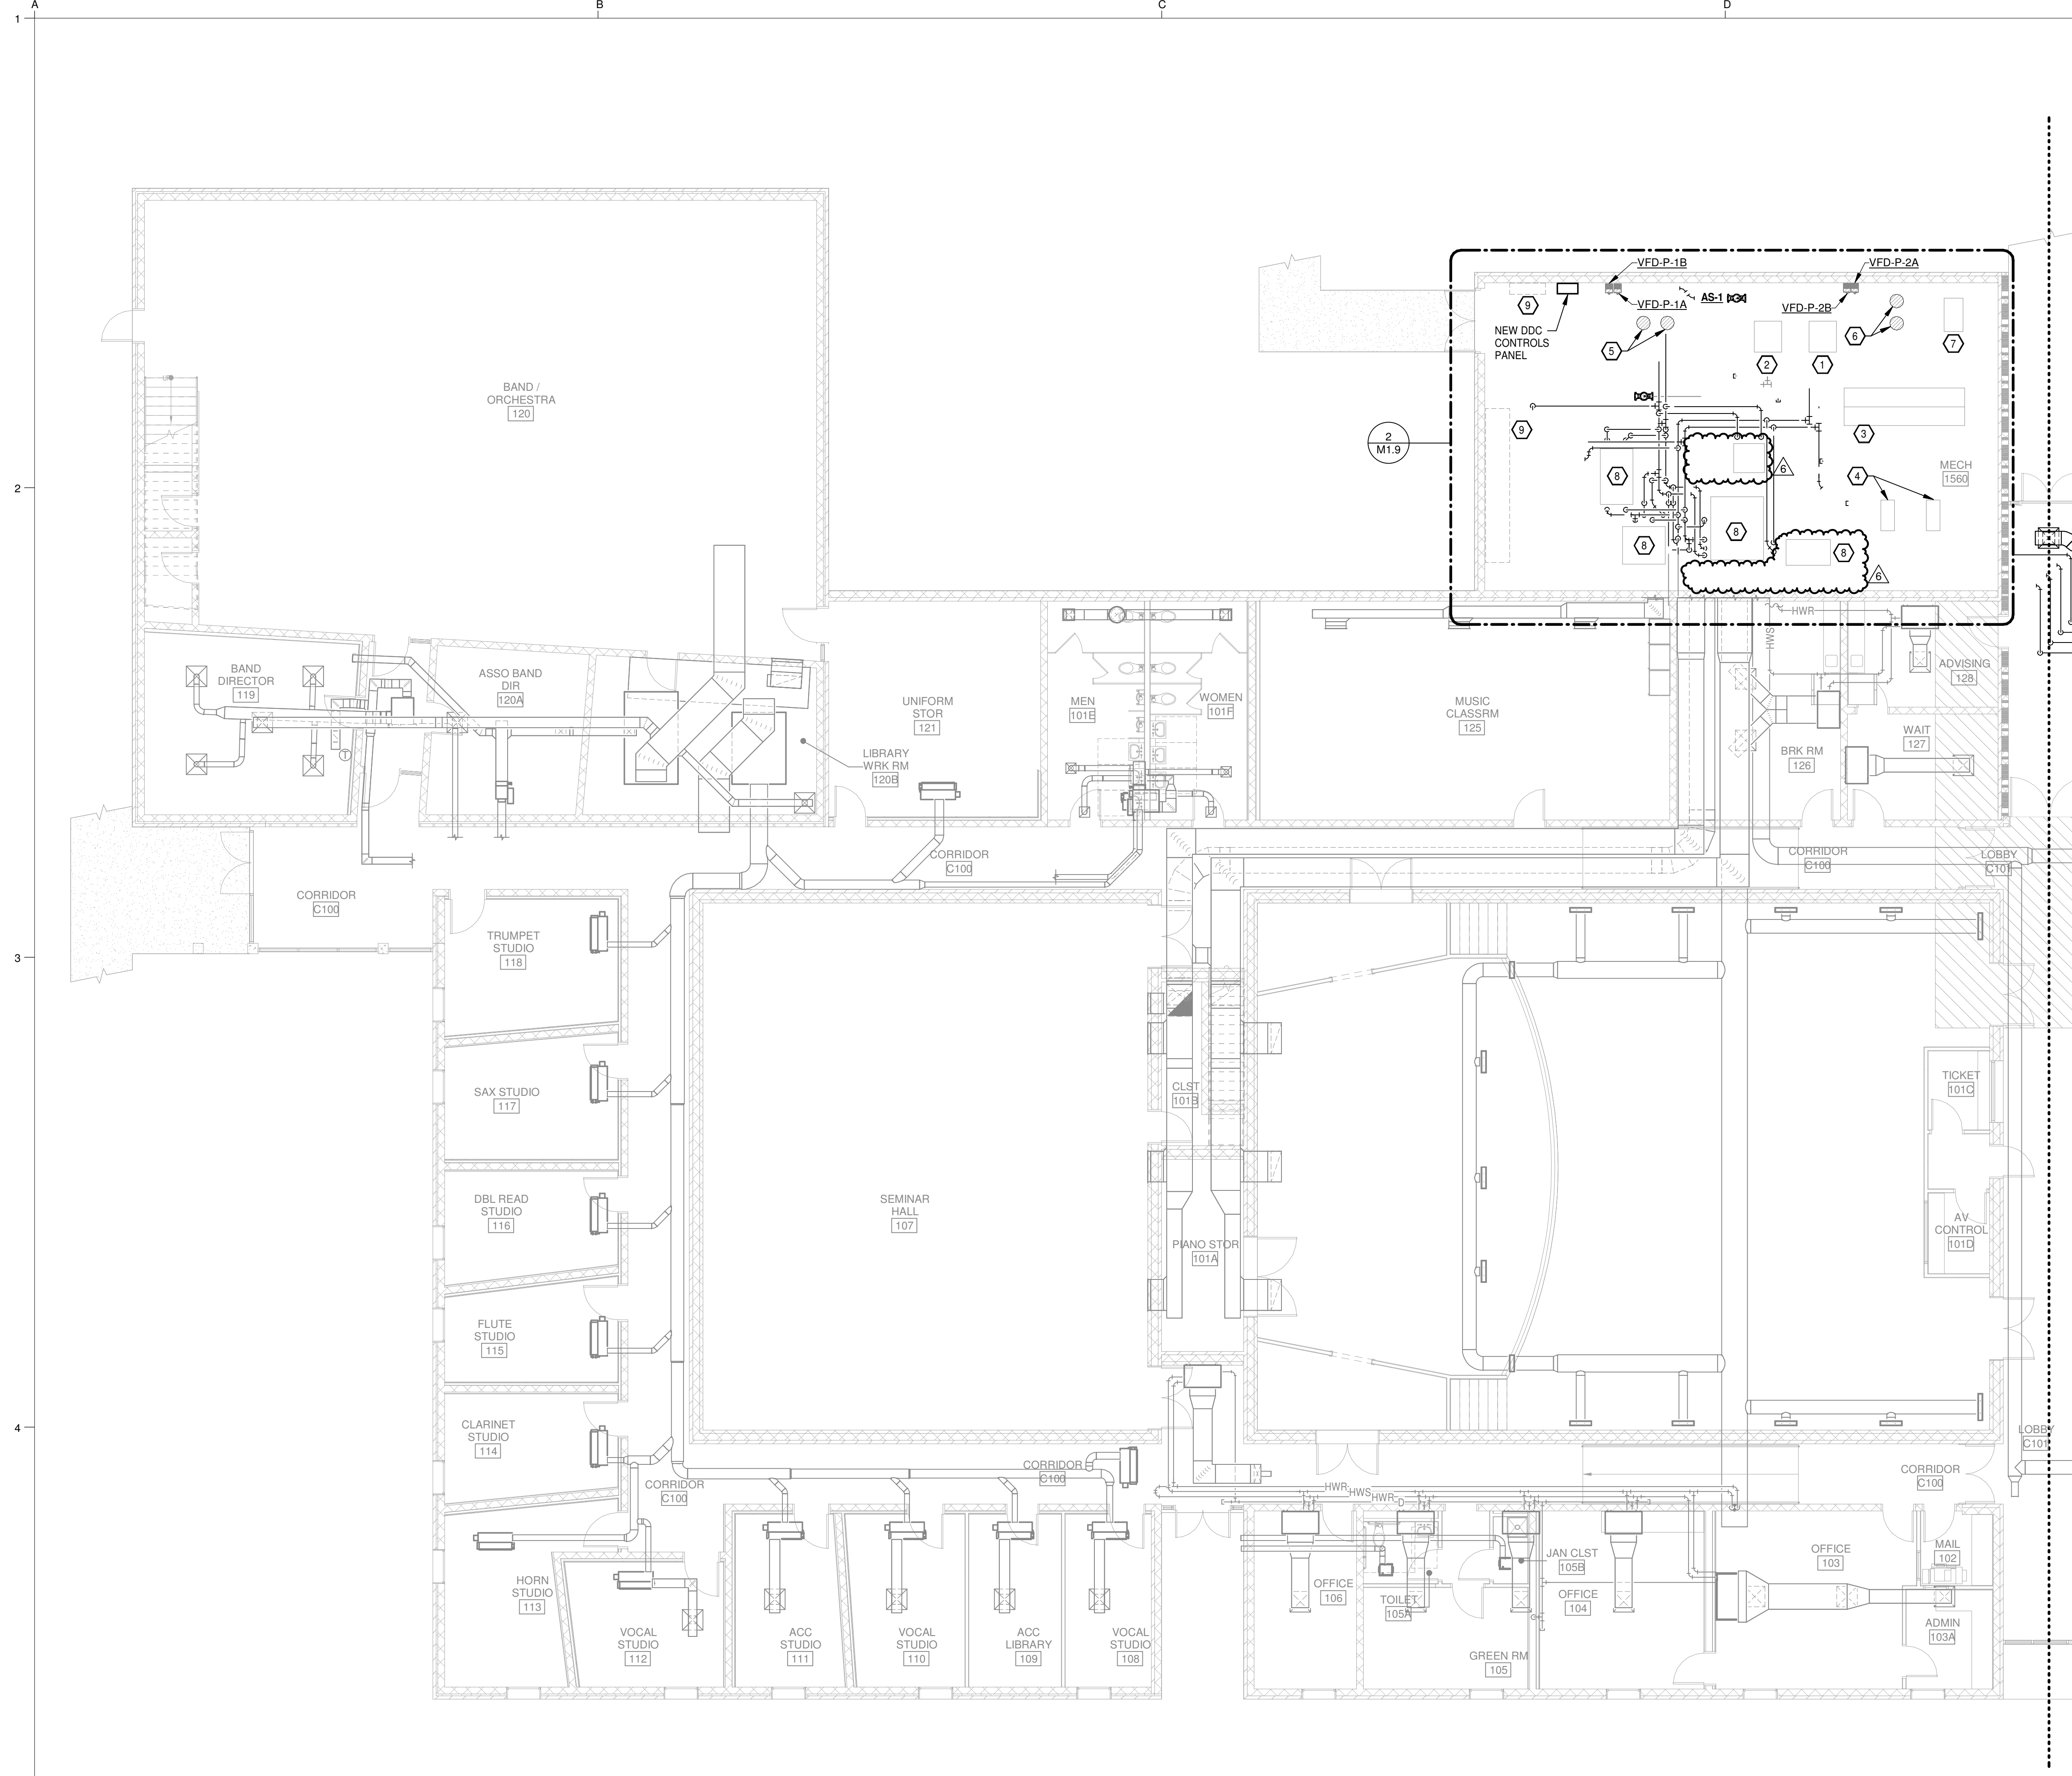 A
B
C
D
1
2
3
4
VFD-P-1B
VFD-P-2A
AS-1
VFD-P-1A
VFD-P-2B
9
NEW DDC
CONTROLS
PANEL
5
6
7
2
1
2
M1.9
9
3
8
6
4
MECH
1560
8
8
8
6
BAND /
ORCHESTRA
120
UP
HWR
HWS
BAND
DIRECTOR
119
ASSO BAND
DIR
120A
UNIFORM
STOR
121
MEN
101E
WOMEN
101F
MUSIC
CLASSRM
125
ADVISING
128
T
LIBRARY
WRK RM
120B
BRK RM
126
WAIT
127
CORRIDOR
C100
CORRIDOR
C100
CORRIDOR
C100
LOBBY
C101
TRUMPET
STUDIO
118
SAX STUDIO
117
CLST
101B
TICKET
101C
DBL READ
STUDIO
116
SEMINAR
HALL
107
PIANO STOR
101A
AV
CONTROL
101D
FLUTE
STUDIO
115
CLARINET
STUDIO
114
LOBBY
C101
CORRIDOR
C100
CORRIDOR
C100
CORRIDOR
C100
HWR
HWS
HWR
D
HORN
STUDIO
113
VOCAL
STUDIO
112
ACC
STUDIO
111
VOCAL
STUDIO
110
ACC
LIBRARY
109
VOCAL
STUDIO
108
OFFICE
106
TOILET
105A
JAN CLST
105B
OFFICE
104
GREEN RM
105
OFFICE
103
MAIL
102
ADMIN
103A